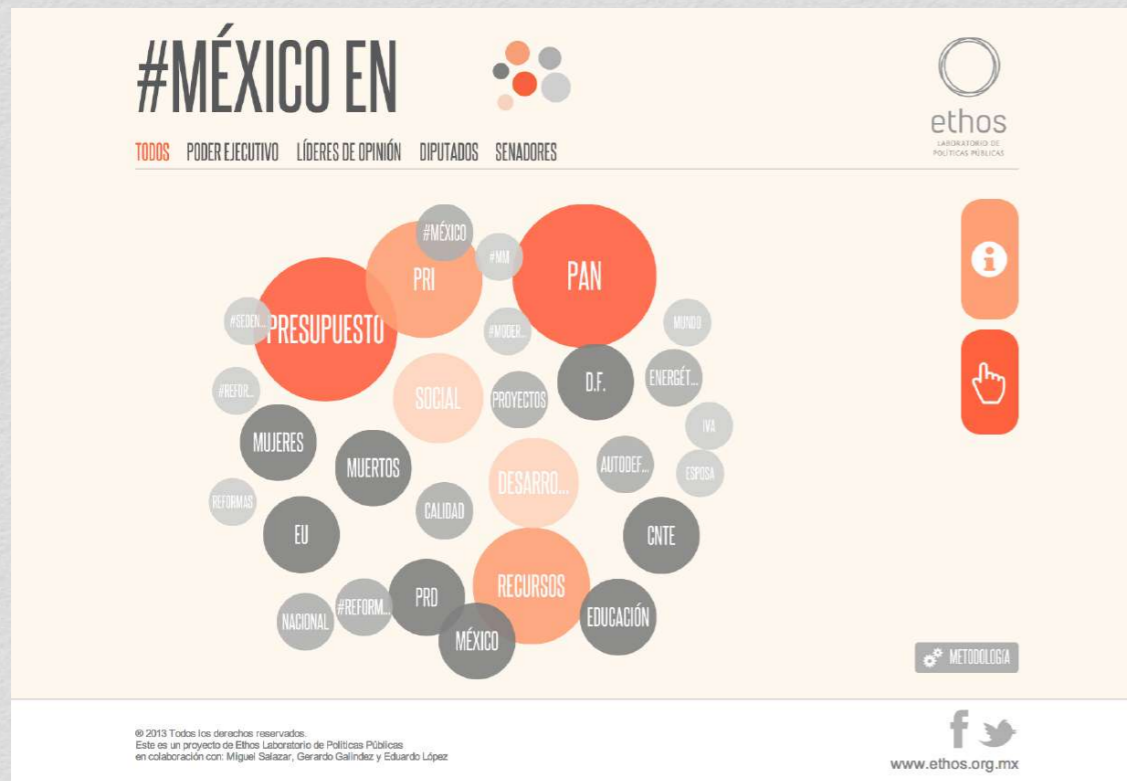 #MÉXICO EN
ethos
LABORATORIO DE
POLÍTICAS PÚBLICAS
TODOS PODER EJECUTIVO LÍDERES DE OPINIÓN DIPUTADOS SENADORES
#MÉXICO
#MM
PRI
PAN
#SEDEN...
PRESUPUESTO
#MODER...
MUNDO
D.F.
ENERGÉT...
#REFOR...
SOCIAL
PROYECTOS
IVA
MUJERES
MUERTOS
AUTODEF...
ESPOSA
DESARRO...
REFORMAS
CALIDAD
EU
CNTE
RECURSOS
PRD
#REFORM...
NACIONAL
EDUCACIÓN
MÉXICO
METODOLOGÍA
® 2013 Todos los derechos reservados.
Este es un proyecto de Ethos Laboratorio de Políticas Públicas
en colaboración con: Miguel Salazar, Gerardo Galindez y Eduardo López
www.ethos.org.mx